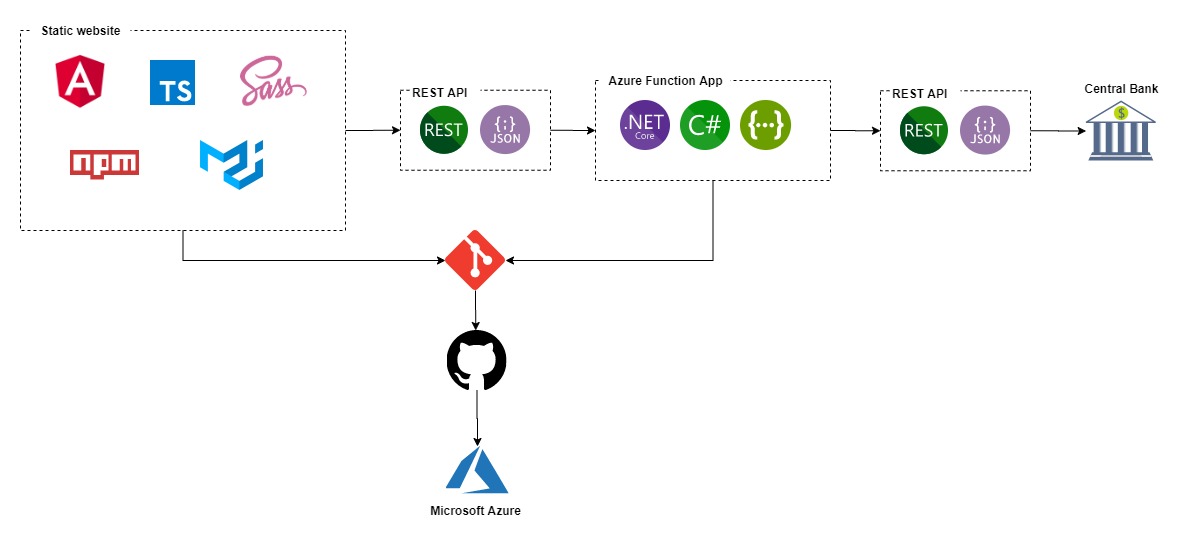 Static website
A
TS
Sass
npm
REST API
REST
{;}
JSON
Azure Function App
.NET
Core
C#
{···}
REST API
REST
{;}
JSON
Central Bank
$
Microsoft Azure